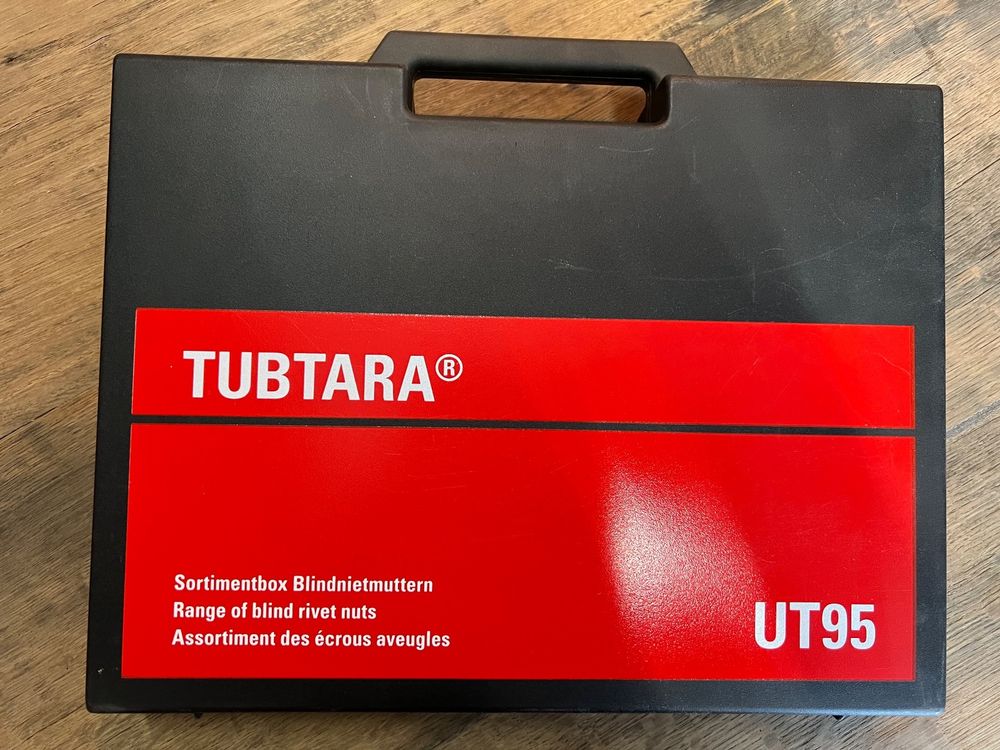 TUBTARA®
Sortimentbox Blindnietmuttern
Range of blind rivet nuts
Assortiment des écrous aveugles
UT95